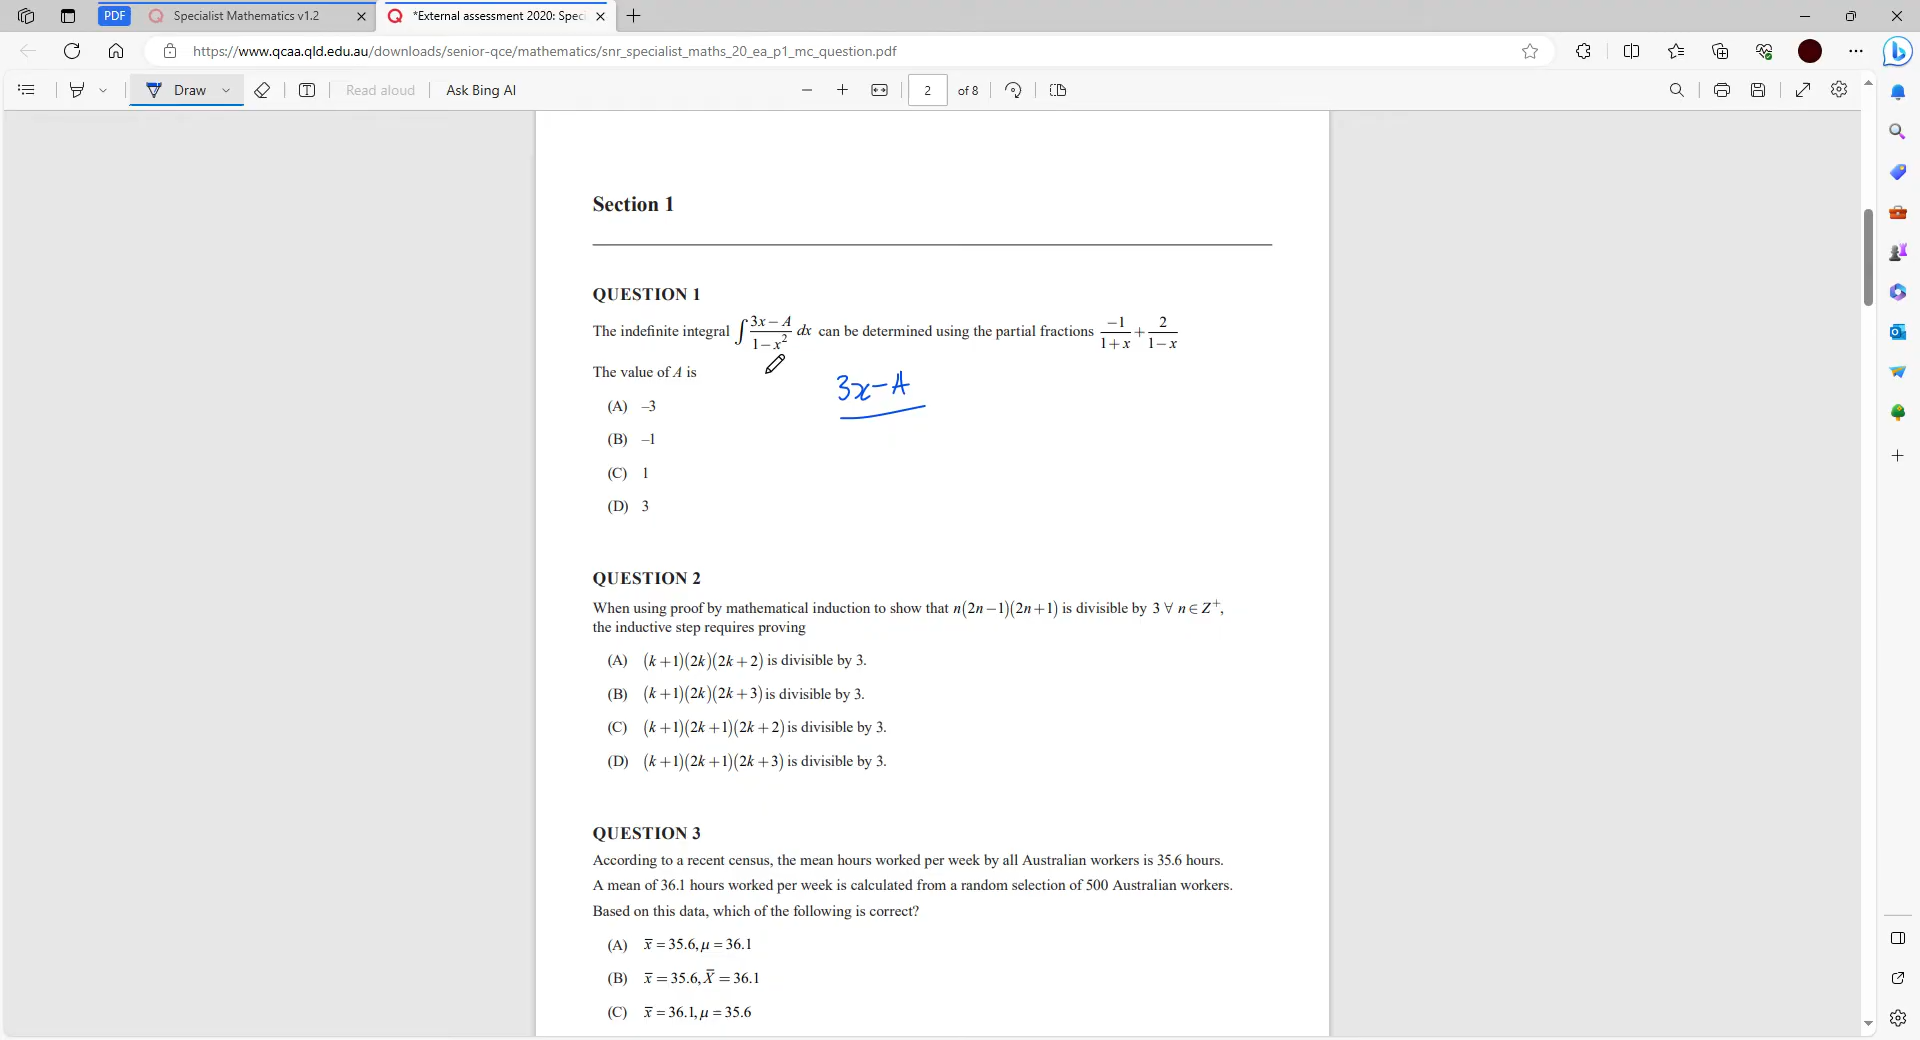 PDF Specialist Mathematics v1.2 *External assessment 2020: Spec
https://www.qcaa.qld.edu.au/downloads/senior-qce/mathematics/snr_specialist_maths_20_ea_p1_mc_question.pdf
Draw Read aloud Ask Bing AI 2 of 8
Section 1
QUESTION 1
The indefinite integral ∫ (3x − A)/(1 − x²) dx can be determined using the partial fractions −1/(1 + x) + 2/(1 − x)
The value of A is
3x − A
(A) –3
(B) –1
(C) 1
(D) 3
QUESTION 2
When using proof by mathematical induction to show that n(2n − 1)(2n + 1) is divisible by 3 ∀ n ∈ Z⁺,
the inductive step requires proving
(A) (k + 1)(2k)(2k + 2) is divisible by 3.
(B) (k + 1)(2k)(2k + 3) is divisible by 3.
(C) (k + 1)(2k + 1)(2k + 2) is divisible by 3.
(D) (k + 1)(2k + 1)(2k + 3) is divisible by 3.
QUESTION 3
According to a recent census, the mean hours worked per week by all Australian workers is 35.6 hours.
A mean of 36.1 hours worked per week is calculated from a random selection of 500 Australian workers.
Based on this data, which of the following is correct?
(A) x̅ = 35.6, μ = 36.1
(B) x̅ = 35.6, X̅ = 36.1
(C) x̅ = 36.1, μ = 35.6